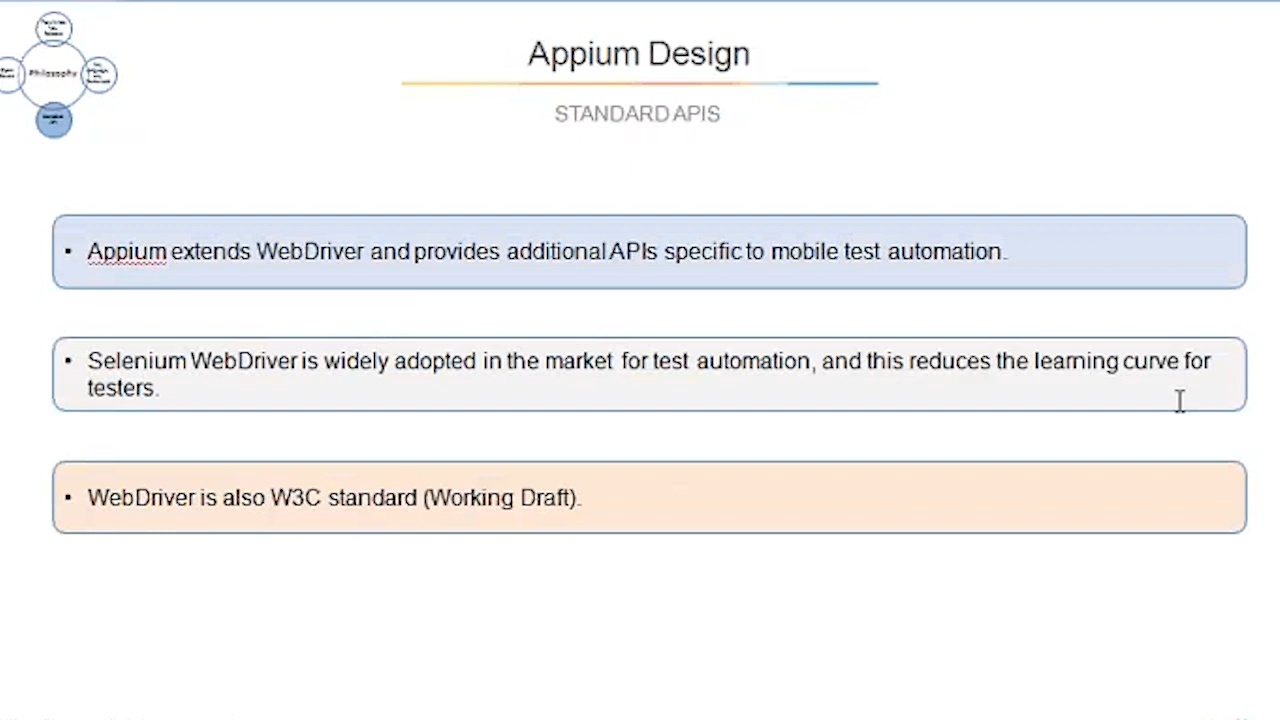 Philosophy
Appium Design
STANDARD APIS
• Appium extends WebDriver and provides additional APIs specific to mobile test automation.
• Selenium WebDriver is widely adopted in the market for test automation, and this reduces the learning curve for
testers.
• WebDriver is also W3C standard (Working Draft).